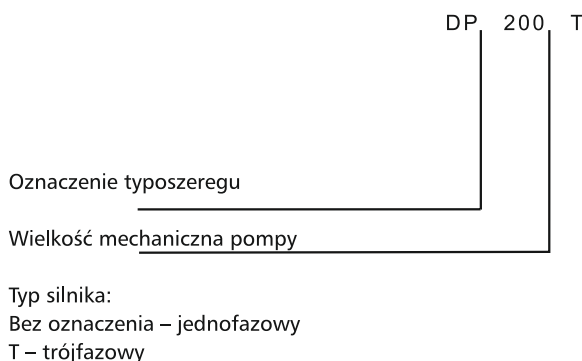 DP 200 T
Oznaczenie typoszeregu
Wielkość mechaniczna pompy
Typ silnika:
Bez oznaczenia – jednofazowy
T – trójfazowy